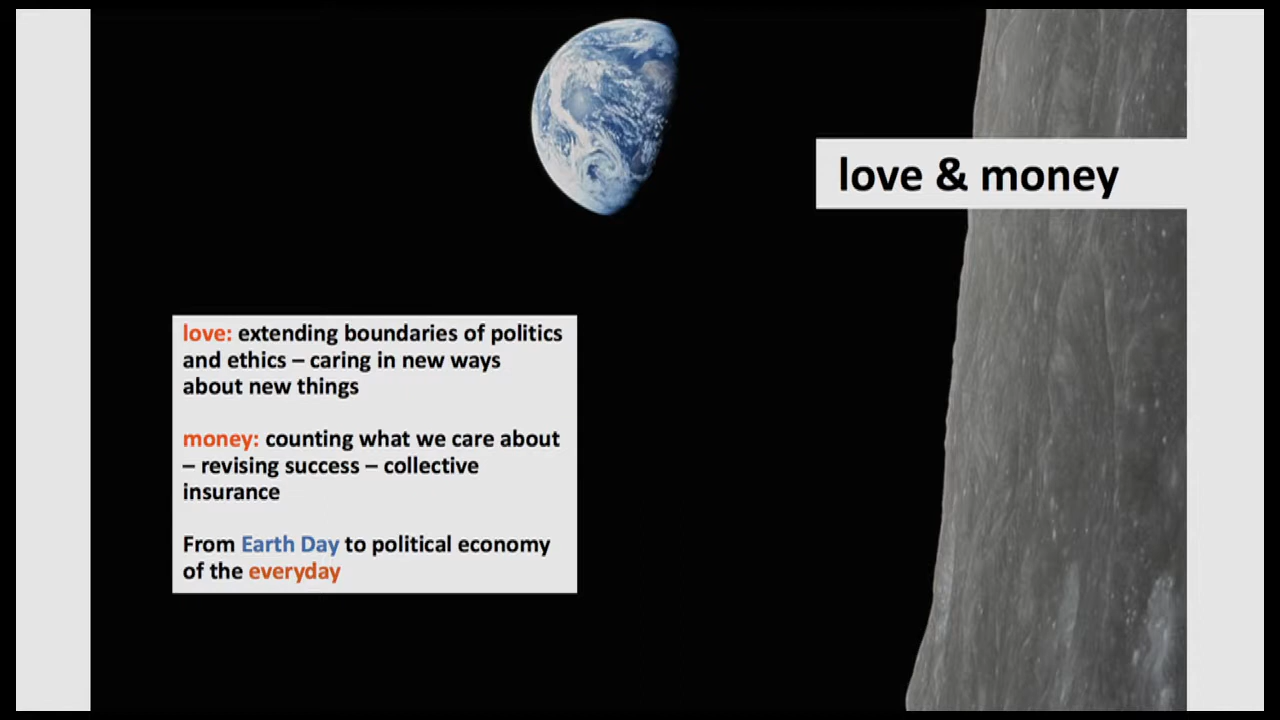 love & money
love: extending boundaries of politics
and ethics – caring in new ways
about new things
money: counting what we care about
– revising success – collective
insurance
From Earth Day to political economy
of the everyday